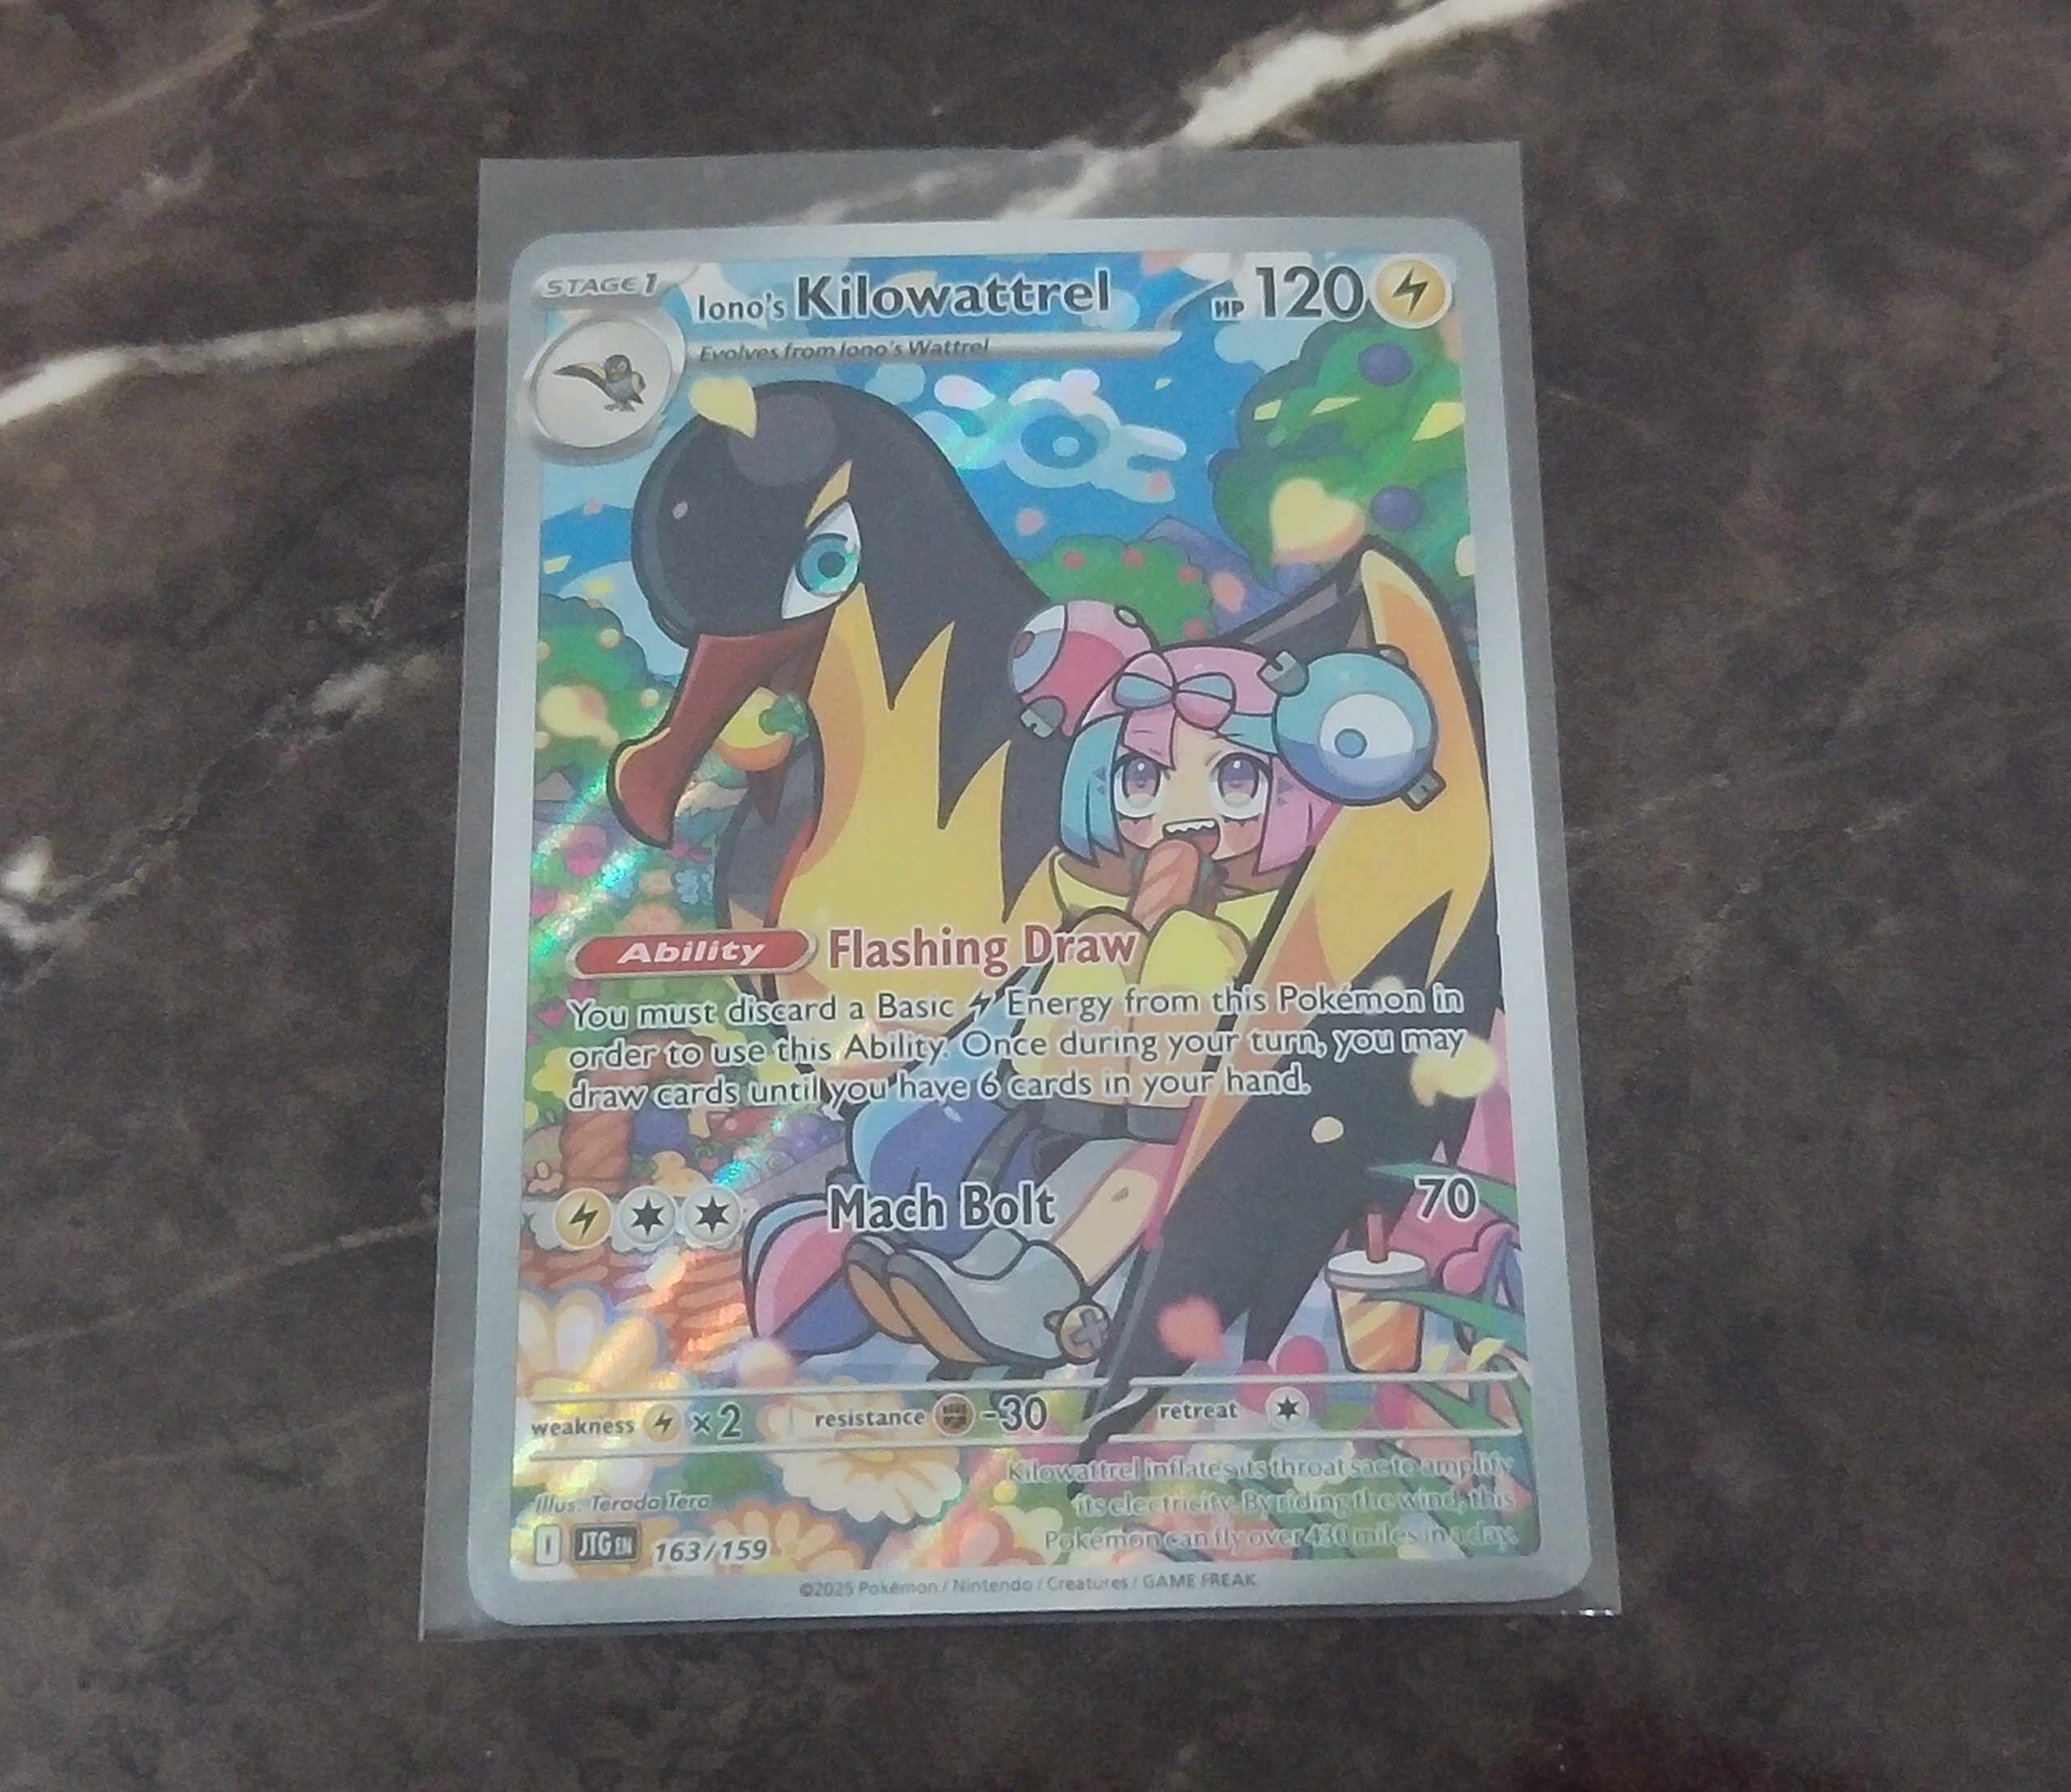 STAGE 1
Iono's Kilowattrel HP 120
Evolves from Iono's Wattrel
Ability Flashing Draw
You must discard a Basic Energy from this Pokémon in
order to use this Ability. Once during your turn, you may
draw cards until you have 6 cards in your hand.
Mach Bolt 70
weakness ×2 resistance -30 retreat
Kilowattrel inflates its throat sac to amplify
its electricity. By riding the wind, this
Pokémon can fly over 430 miles in a day.
Illus. Terada Tera
I JTG EN 163/159
©2025 Pokémon / Nintendo / Creatures / GAME FREAK